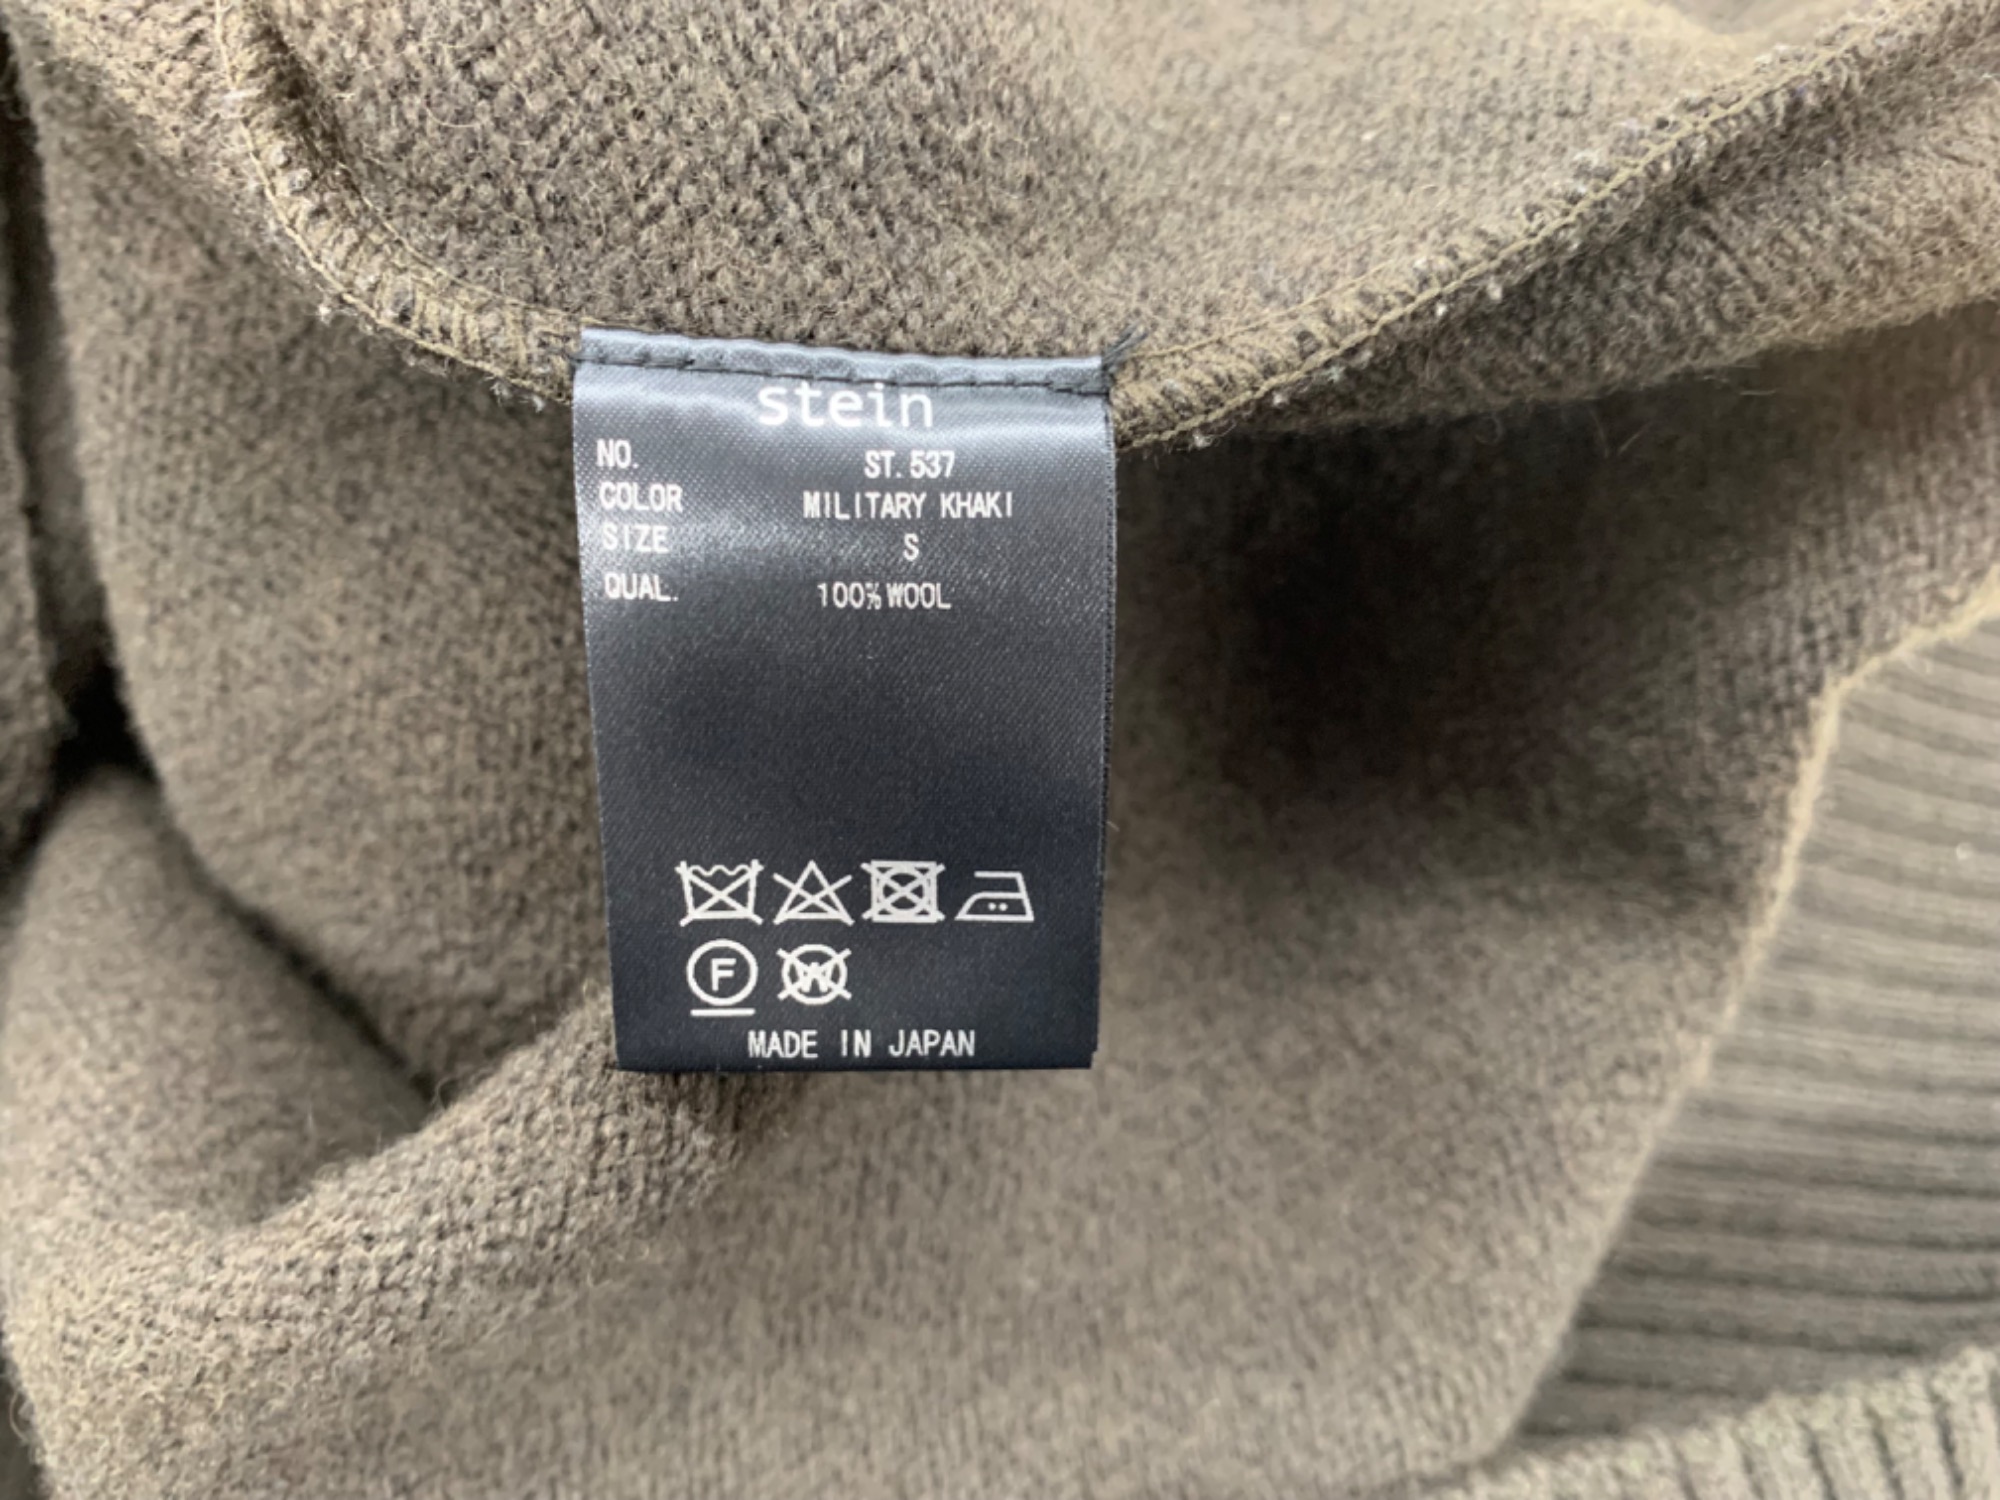 stein
NO. ST.537
COLOR MILITARY KHAKI
SIZE S
QUAL. 100%WOOL
F W
MADE IN JAPAN